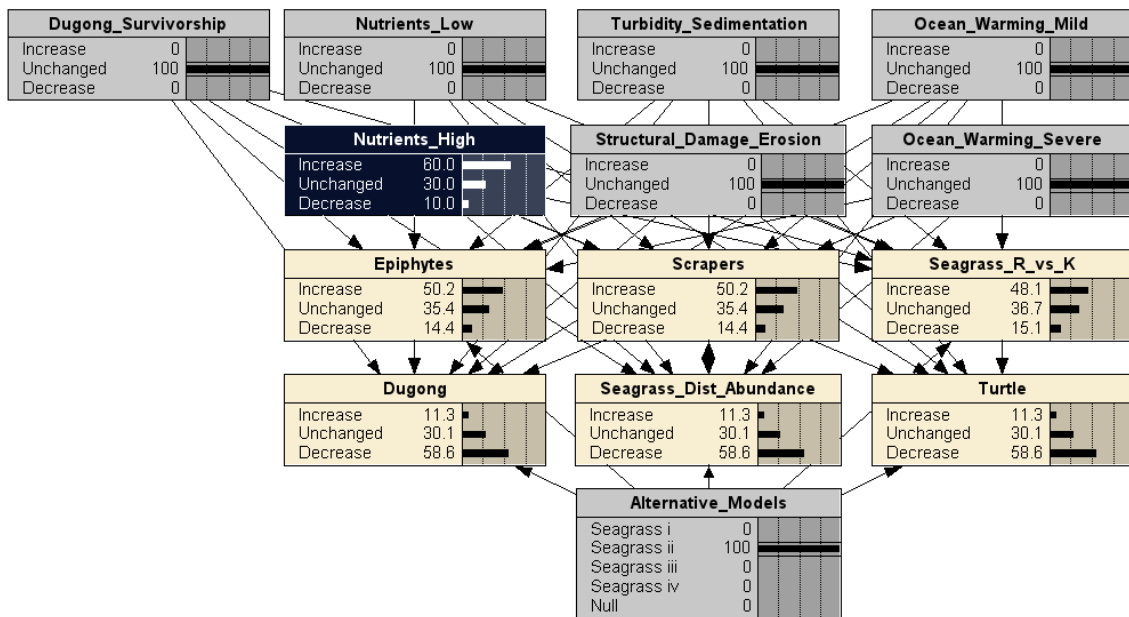 Dugong_Survivorship
Increase 0
Unchanged 100
Decrease 0
Nutrients_Low
Increase 0
Unchanged 100
Decrease 0
Turbidity_Sedimentation
Increase 0
Unchanged 100
Decrease 0
Ocean_Warming_Mild
Increase 0
Unchanged 100
Decrease 0
Nutrients_High
Increase 60.0
Unchanged 30.0
Decrease 10.0
Structural_Damage_Erosion
Increase 0
Unchanged 100
Decrease 0
Ocean_Warming_Severe
Increase 0
Unchanged 100
Decrease 0
Epiphytes
Increase 50.2
Unchanged 35.4
Decrease 14.4
Scrapers
Increase 50.2
Unchanged 35.4
Decrease 14.4
Seagrass_R_vs_K
Increase 48.1
Unchanged 36.7
Decrease 15.1
Dugong
Increase 11.3
Unchanged 30.1
Decrease 58.6
Seagrass_Dist_Abundance
Increase 11.3
Unchanged 30.1
Decrease 58.6
Turtle
Increase 11.3
Unchanged 30.1
Decrease 58.6
Alternative_Models
Seagrass i 0
Seagrass ii 100
Seagrass iii 0
Seagrass iv 0
Null 0